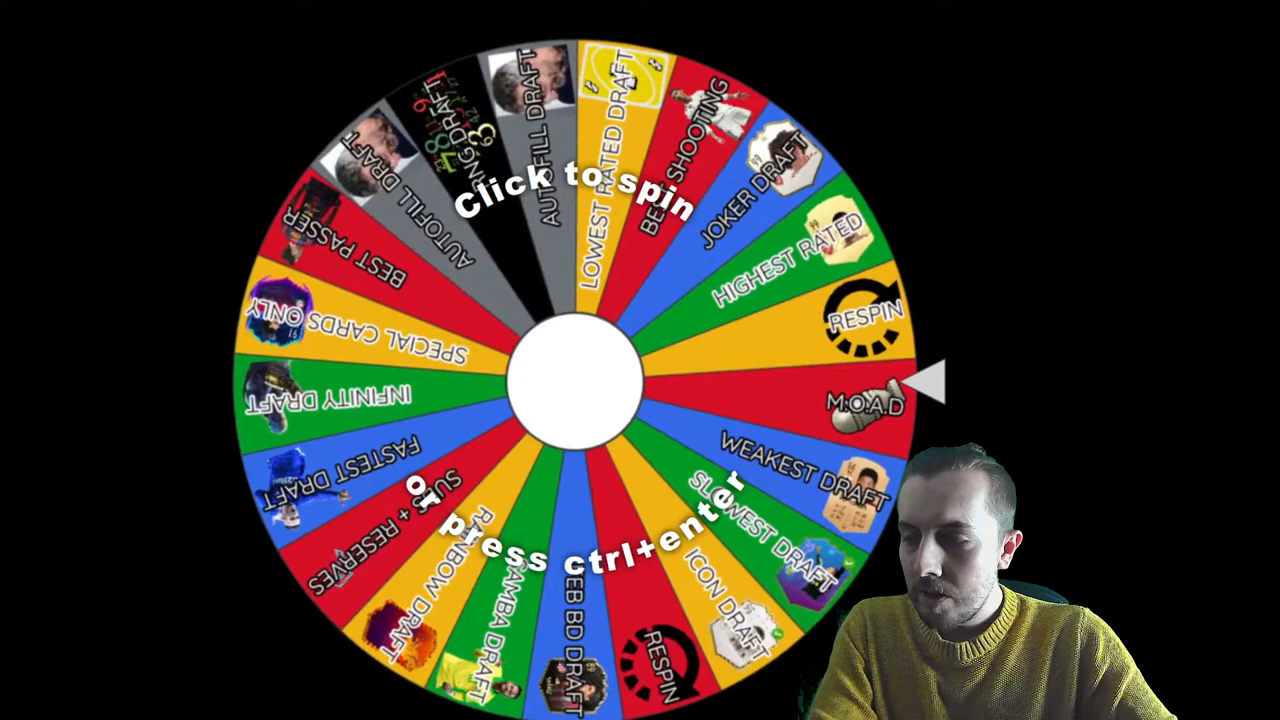 Click to spin
or press ctrl+enter
LOWEST RATED DRAFT
BEST SHOOTING
JOKER DRAFT
HIGHEST RATED
RESPIN
M.O.A.D
WEAKEST DRAFT
SLOWEST DRAFT
ICON DRAFT
RESPIN
BD DRAFT
SAMBA DRAFT
RAINBOW DRAFT
SUBS + RESERVES
FASTEST DRAFT
INFINITY DRAFT
SPECIAL CARDS ONLY
BEST PASSER
AUTOFILL DRAFT
RNG DRAFT!
AUTOFILL DRAFT